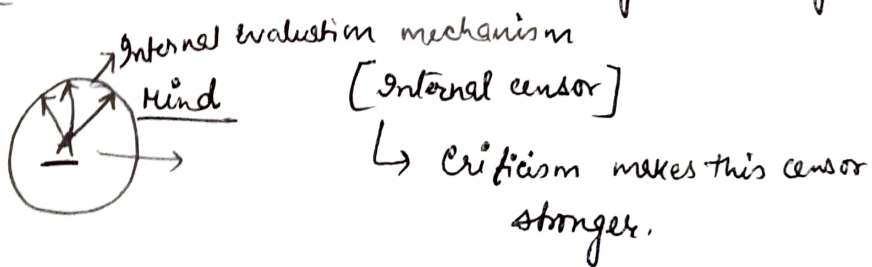 Internal evaluation mechanism
Mind
[Internal censor]
↳ Criticism makes this censor
stronger.